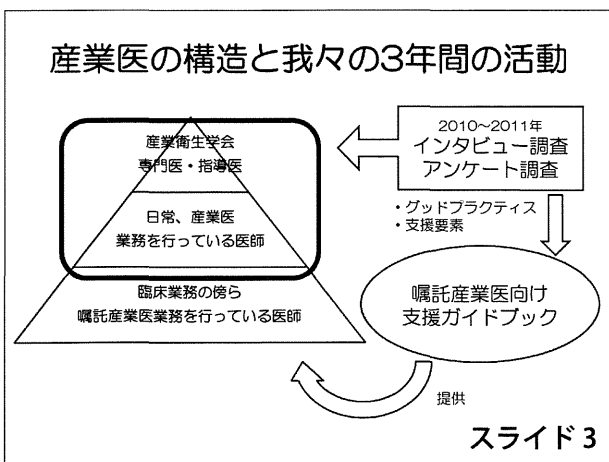 産業医の構造と我々の3年間の活動
産業衛生学会
専門医・指導医
日常、産業医
業務を行っている医師
臨床業務の傍ら
嘱託産業医業務を行っている医師
2010～2011年
インタビュー調査
アンケート調査
・グッドプラクティス
・支援要素
嘱託産業医向け
支援ガイドブック
提供
スライド3